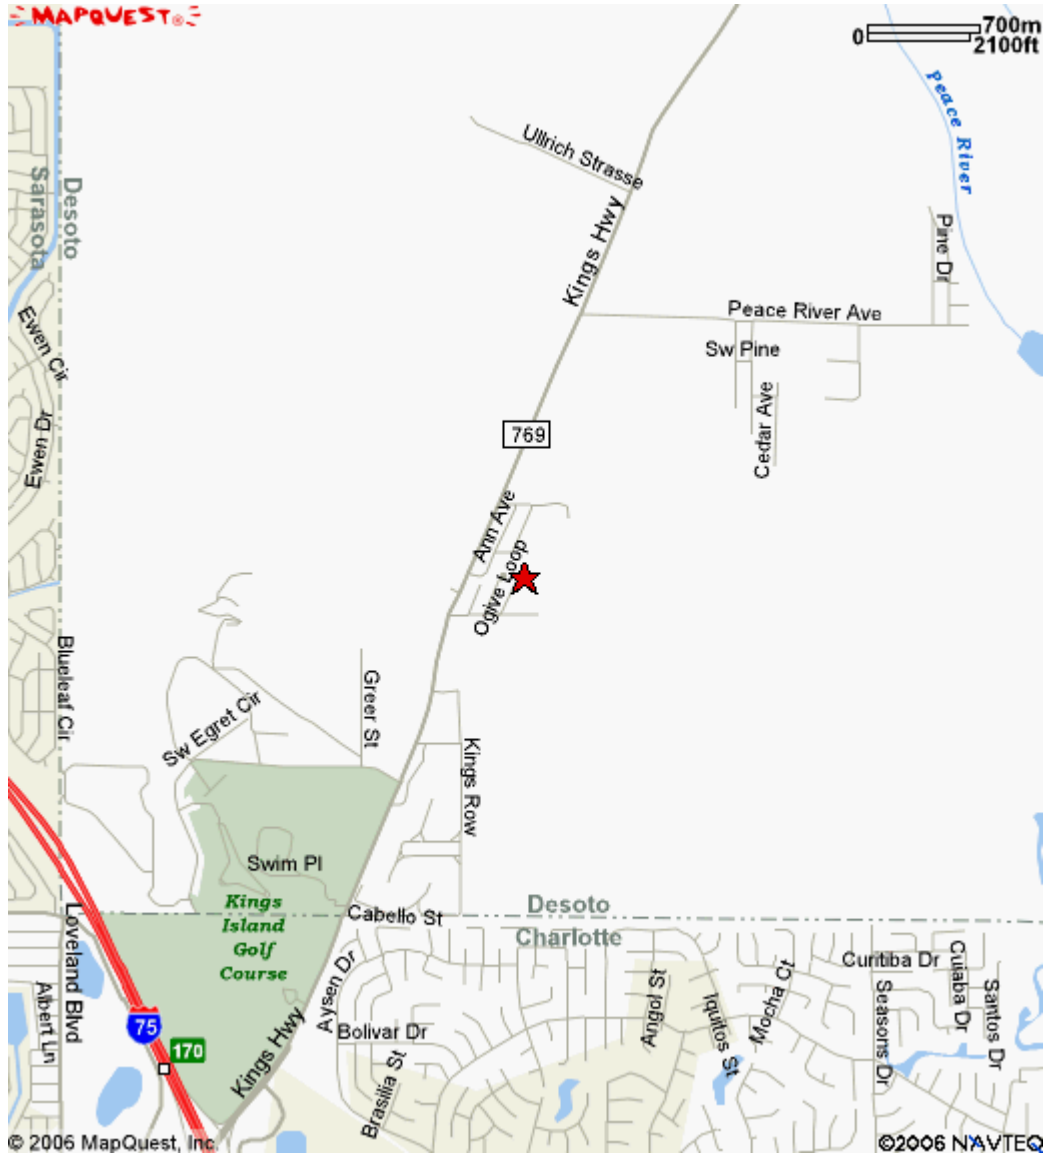 MAPQUEST®
0 700m
2100ft
Peace River
Ullrich Strasse
Desoto
Sarasota
Kings Hwy
Pine Dr
Peace River Ave
Ewen Cir
Sw Pine
Ewen Dr
Cedar Ave
769
Ann Ave
Ogive Loop
Blueleaf Cir
Greer St
Sw Egret Cir
Kings Row
Swim Pl
Kings
Island
Golf
Course
Cabello St
Desoto
Charlotte
Loveland Blvd
Albert Ln
Aysen Dr
Bolivar Dr
Brasilia St
Angol St
Iquitos St
Mocha Ct
Curitiba Dr
Cuiaba Dr
Seasons Dr
Santos Dr
75
170
Kings Hwy
© 2006 MapQuest, Inc.
©2006 NAVTEQ